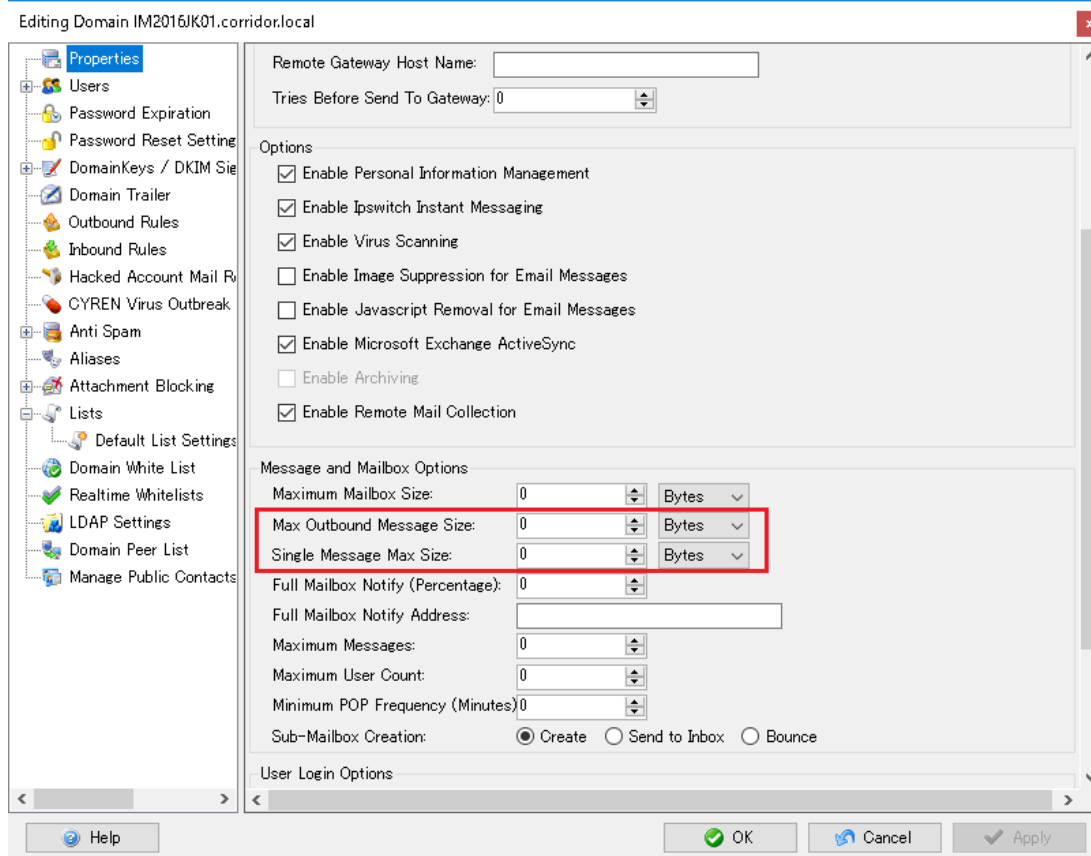 Editing Domain IM2016JK01.corridor.local
Properties
Users
Password Expiration
Password Reset Setting
DomainKeys / DKIM Sig
Domain Trailer
Outbound Rules
Inbound Rules
Hacked Account Mail R
CYREN Virus Outbreak
Anti Spam
Aliases
Attachment Blocking
Lists
Default List Settings
Domain White List
Realtime Whitelists
LDAP Settings
Domain Peer List
Manage Public Contacts
Remote Gateway Host Name:
Tries Before Send To Gateway: 0
Options
Enable Personal Information Management
Enable Ipswitch Instant Messaging
Enable Virus Scanning
Enable Image Suppression for Email Messages
Enable Javascript Removal for Email Messages
Enable Microsoft Exchange ActiveSync
Enable Archiving
Enable Remote Mail Collection
Message and Mailbox Options
Maximum Mailbox Size: 0 Bytes
Max Outbound Message Size: 0 Bytes
Single Message Max Size: 0 Bytes
Full Mailbox Notify (Percentage): 0
Full Mailbox Notify Address:
Maximum Messages: 0
Maximum User Count: 0
Minimum POP Frequency (Minutes) 0
Sub-Mailbox Creation: Create Send to Inbox Bounce
User Login Options
Help OK Cancel Apply